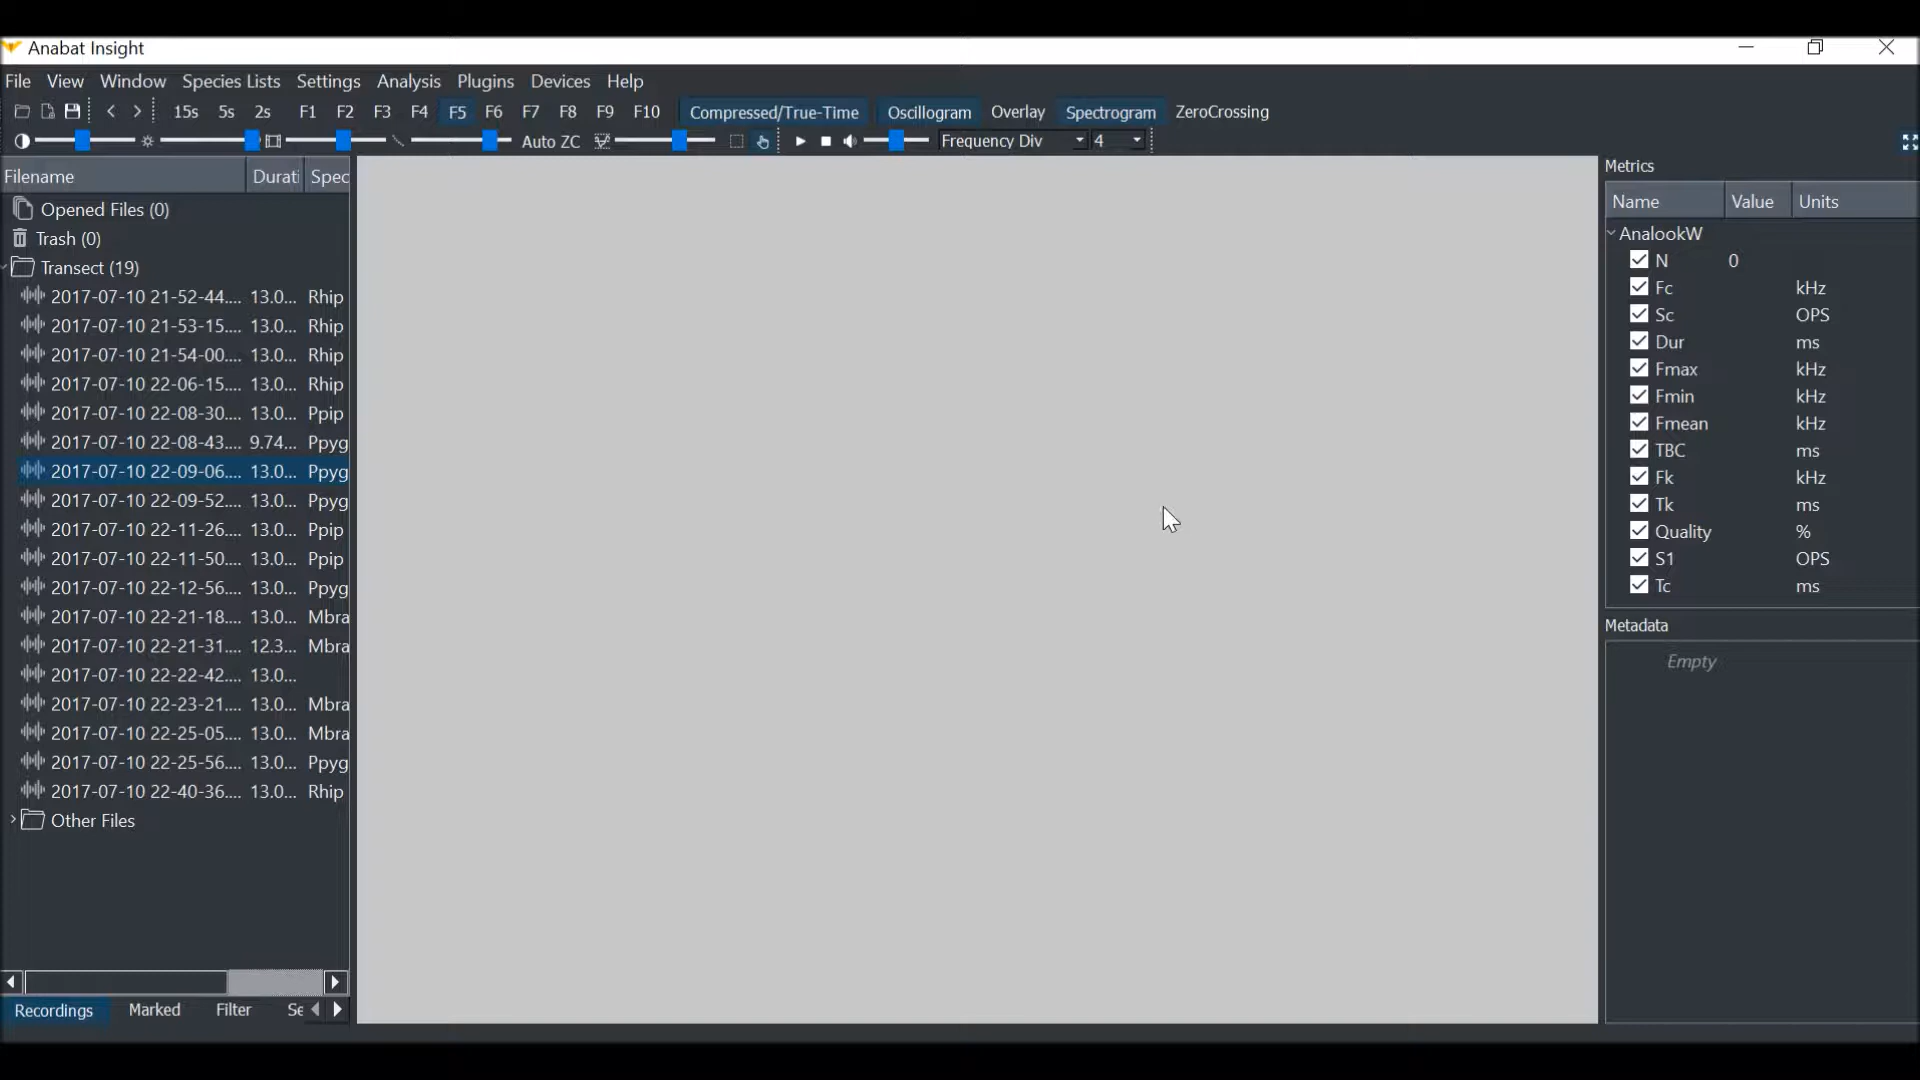 Anabat Insight
File View Window Species Lists Settings Analysis Plugins Devices Help
15s 5s 2s F1 F2 F3 F4 F5 F6 F7 F8 F9 F10 Compressed/True-Time Oscillogram Overlay Spectrogram ZeroCrossing
Auto ZC Frequency Div 4
Filename Durati Spec
Opened Files (0)
Trash (0)
Transect (19)
2017-07-10 21-52-44.... 13.0... Rhip
2017-07-10 21-53-15.... 13.0... Rhip
2017-07-10 21-54-00.... 13.0... Rhip
2017-07-10 22-06-15.... 13.0... Rhip
2017-07-10 22-08-30.... 13.0... Ppip
2017-07-10 22-08-43.... 9.74... Ppyg
2017-07-10 22-09-06.... 13.0... Ppyg
2017-07-10 22-09-52.... 13.0... Ppyg
2017-07-10 22-11-26.... 13.0... Ppip
2017-07-10 22-11-50.... 13.0... Ppip
2017-07-10 22-12-56.... 13.0... Ppyg
2017-07-10 22-21-18.... 13.0... Mbra
2017-07-10 22-21-31.... 12.3... Mbra
2017-07-10 22-22-42.... 13.0...
2017-07-10 22-23-21.... 13.0... Mbra
2017-07-10 22-25-05.... 13.0... Mbra
2017-07-10 22-25-56.... 13.0... Ppyg
2017-07-10 22-40-36.... 13.0... Rhip
Other Files
Recordings Marked Filter Se
Metrics
Name Value Units
AnalookW
N 0
Fc kHz
Sc OPS
Dur ms
Fmax kHz
Fmin kHz
Fmean kHz
TBC ms
Fk kHz
Tk ms
Quality %
S1 OPS
Tc ms
Metadata
Empty